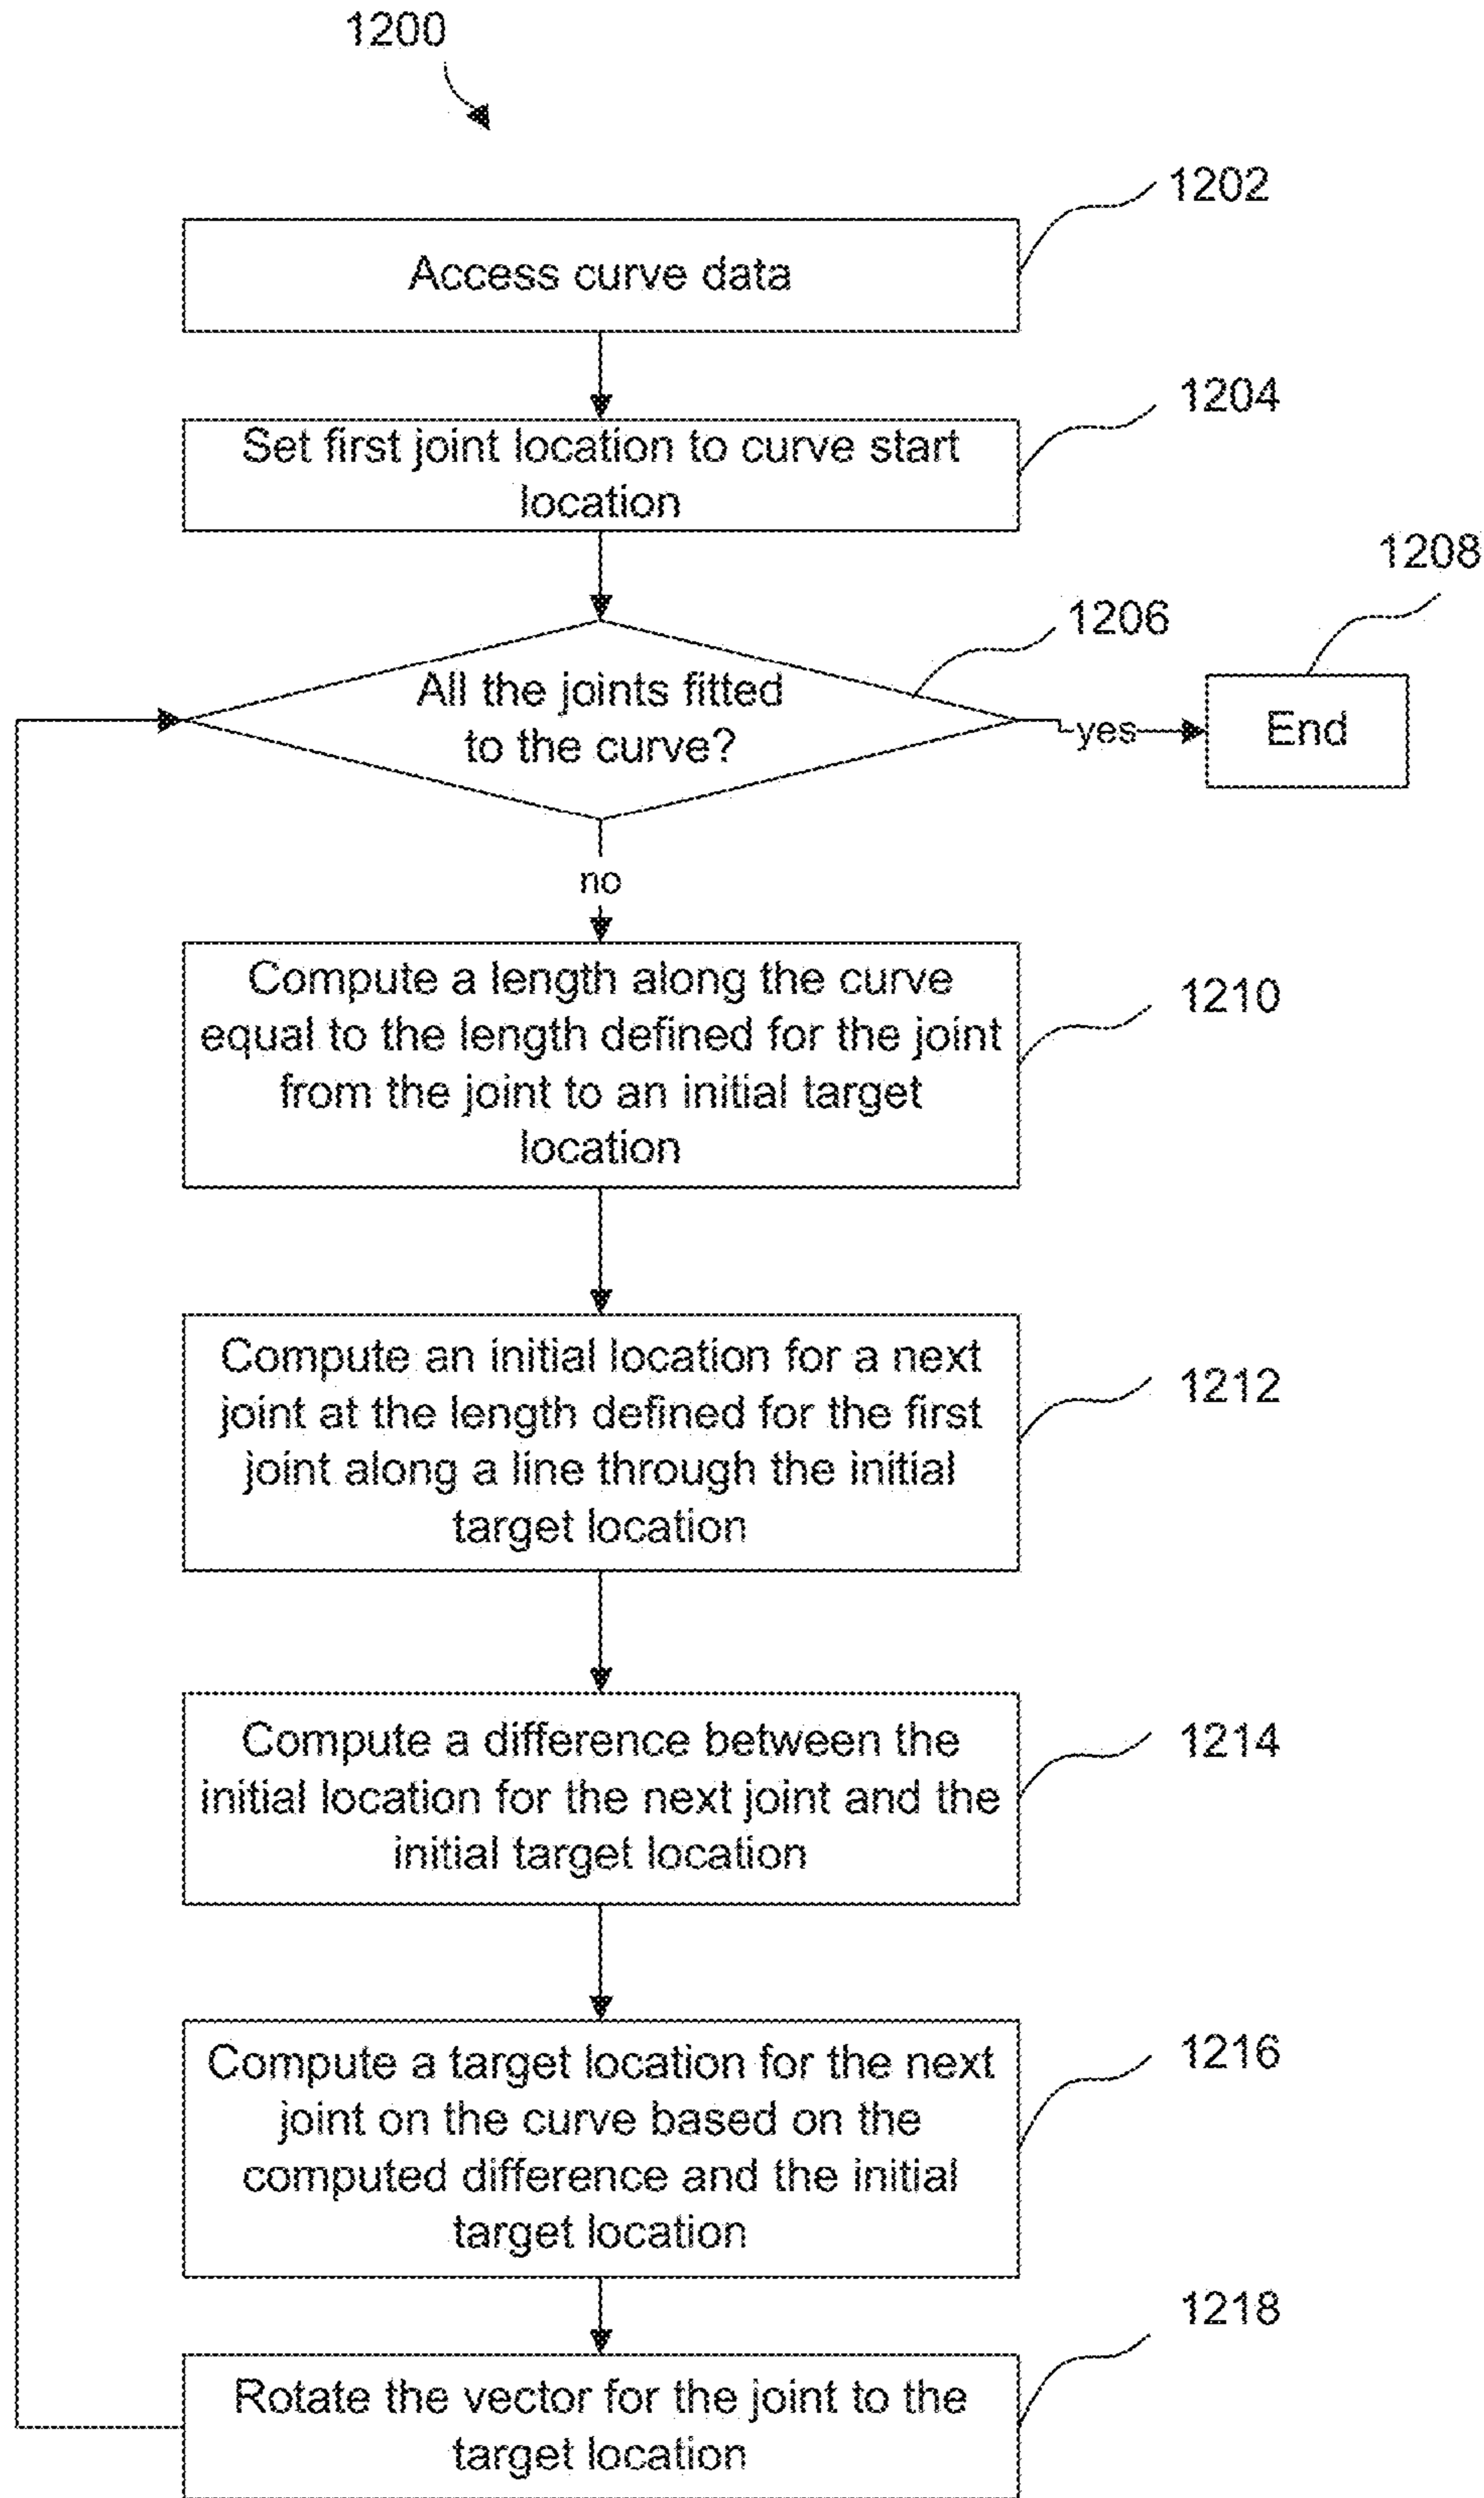 1200
1202
Access curve data
1204
Set first joint location to curve start
location
1208
1206
All the joints fitted
to the curve?
yes
End
no
Compute a length along the curve
equal to the length defined for the joint
from the joint to an initial target
location
1210
Compute an initial location for a next
joint at the length defined for the first
joint along a line through the initial
target location
1212
Compute a difference between the
initial location for the next joint and the
initial target location
1214
Compute a target location for the next
joint on the curve based on the
computed difference and the initial
target location
1216
1218
Rotate the vector for the joint to the
target location